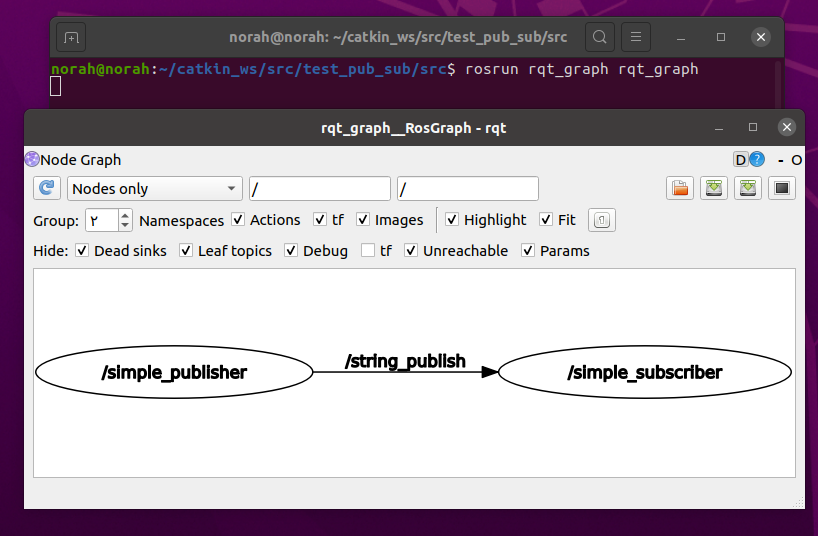 norah@norah: ~/catkin_ws/src/test_pub_sub/src
norah@norah:~/catkin_ws/src/test_pub_sub/src$ rosrun rqt_graph rqt_graph
rqt_graph__RosGraph - rqt
Node Graph D ? - O
Nodes only / /
Group: ٢ Namespaces Actions tf Images Highlight Fit
Hide: Dead sinks Leaf topics Debug tf Unreachable Params
/simple_publisher /string_publish /simple_subscriber